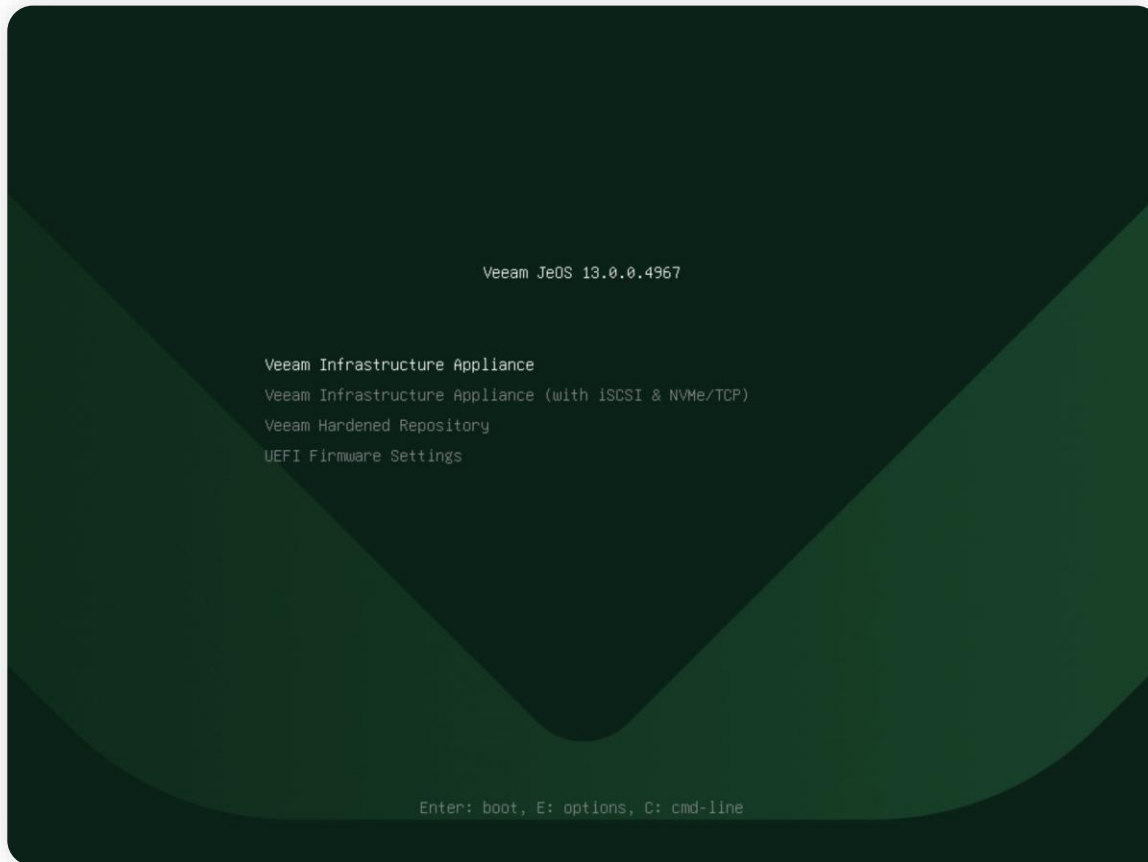 Veeam JeOS 13.0.0.4967
Veeam Infrastructure Appliance
Veeam Infrastructure Appliance (with iSCSI & NVMe/TCP)
Veeam Hardened Repository
UEFI Firmware Settings
Enter: boot, E: options, C: cmd-line